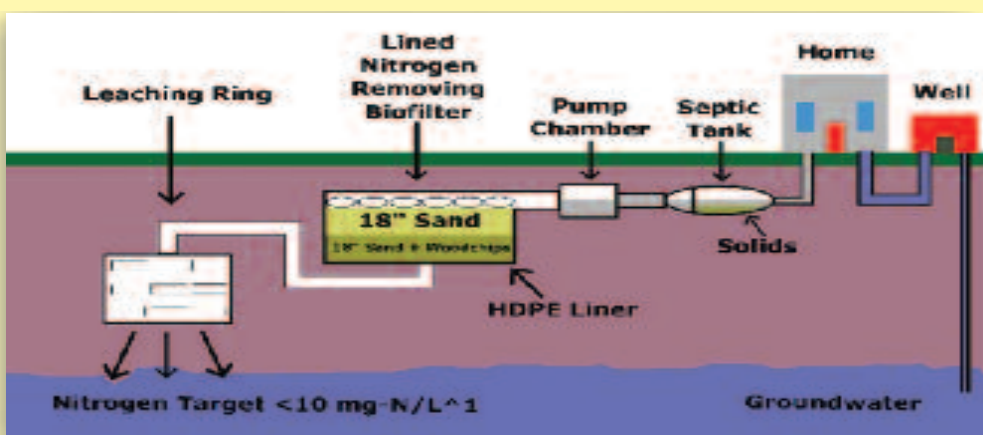 Lined
Nitrogen
Removing
Biofilter
Leaching Ring
Pump
Chamber
Septic
Tank
Home
Well
18" Sand
18" Sand + Woodchips
Solids
HDPE Liner
Nitrogen Target <10 mg-N/L^1
Groundwater